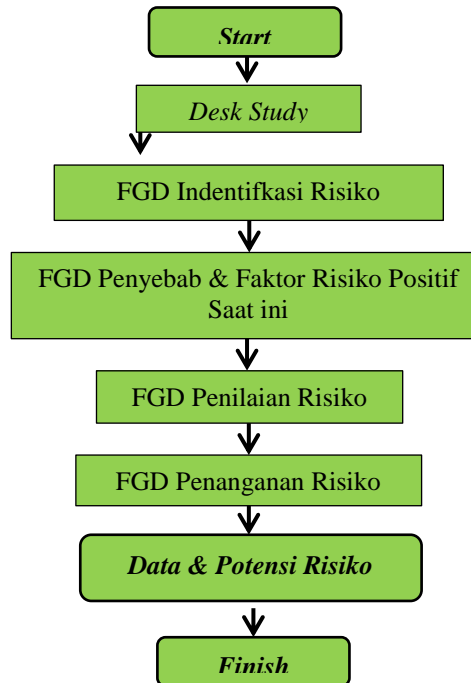 Start
Desk Study
FGD Indentifkasi Risiko
FGD Penyebab & Faktor Risiko Positif
Saat ini
FGD Penilaian Risiko
FGD Penanganan Risiko
Data & Potensi Risiko
Finish